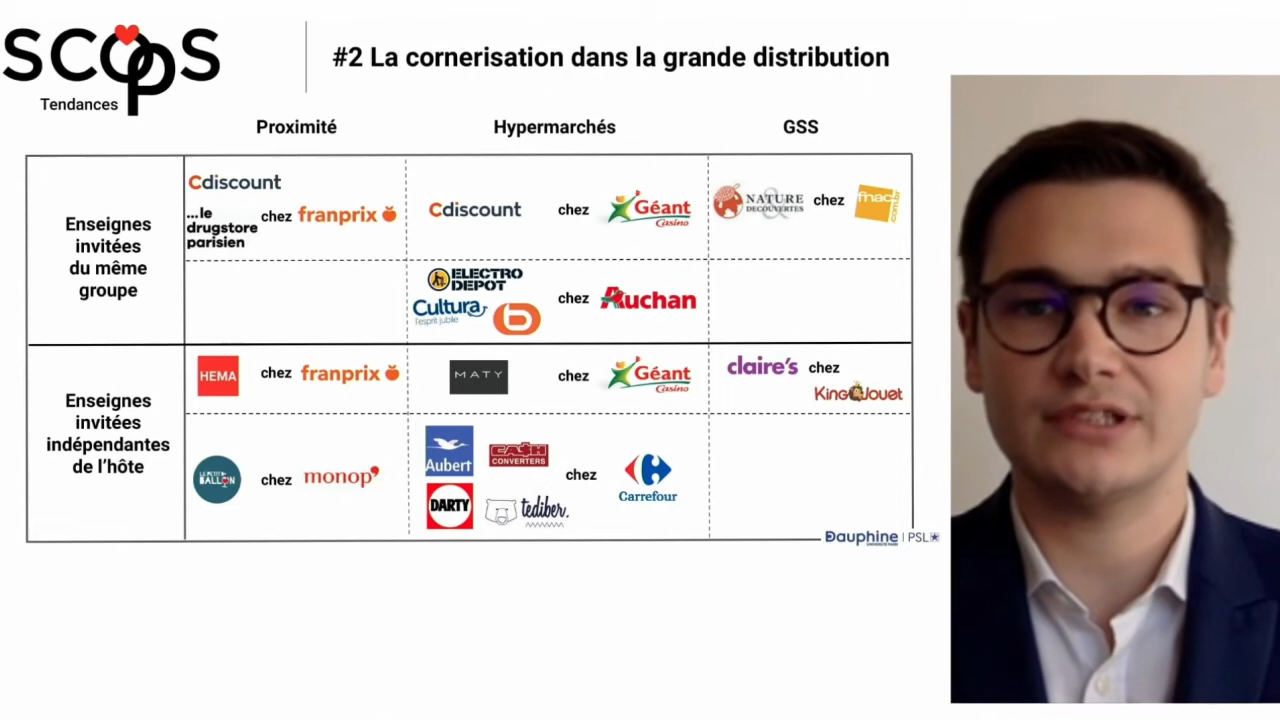 SCOPS
Tendances
#2 La cornerisation dans la grande distribution
Proximité
Hypermarchés
GSS
Enseignes
invitées
du même
groupe
Cdiscount
...le
drugstore
parisien
chez
franprix
Cdiscount
chez
Géant
Casino
NATURE
&
DECOUVERTES
chez
fnac
.com.br
ELECTRO
DEPOT
Cultura
l'esprit jubile
b
chez
Auchan
Enseignes
invitées
indépendantes
de l'hôte
HEMA
chez
franprix
MATY
chez
Géant
Casino
claire's
chez
King Jouet
LE PETIT
BALLON
chez
monop'
Aubert
CASH
CONVERTERS
DARTY
tediber.
chez
Carrefour
Dauphine | PSL